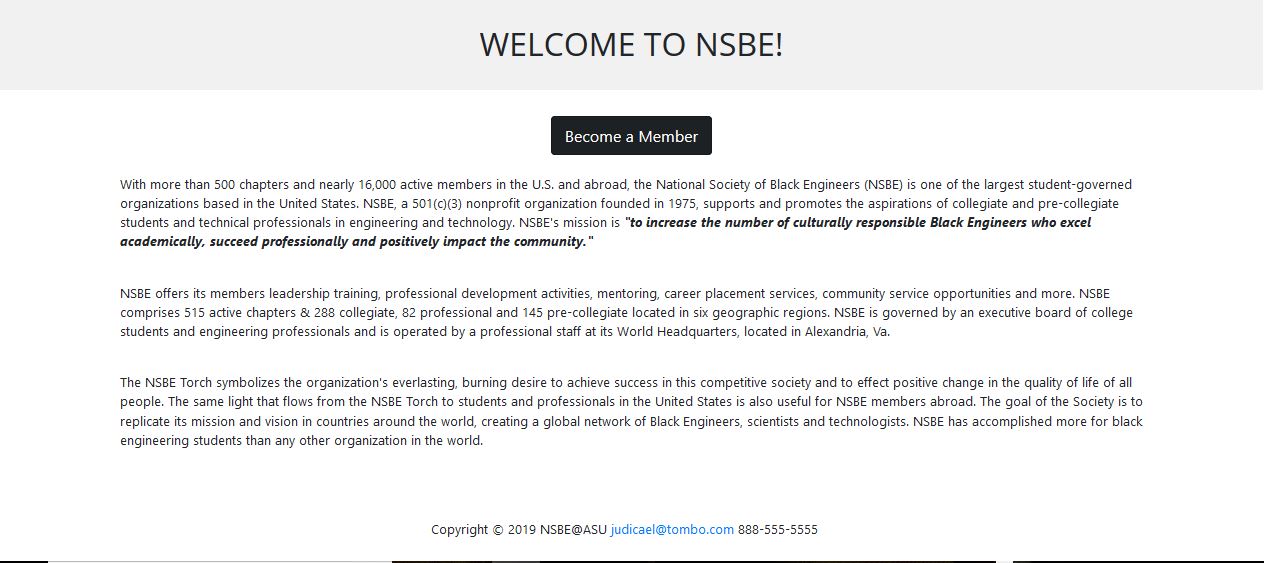 WELCOME TO NSBE!
Become a Member
With more than 500 chapters and nearly 16,000 active members in the U.S. and abroad, the National Society of Black Engineers (NSBE) is one of the largest student-governed
organizations based in the United States. NSBE, a 501(c)(3) nonprofit organization founded in 1975, supports and promotes the aspirations of collegiate and pre-collegiate
students and technical professionals in engineering and technology. NSBE's mission is "to increase the number of culturally responsible Black Engineers who excel
academically, succeed professionally and positively impact the community."
NSBE offers its members leadership training, professional development activities, mentoring, career placement services, community service opportunities and more. NSBE
comprises 515 active chapters & 288 collegiate, 82 professional and 145 pre-collegiate located in six geographic regions. NSBE is governed by an executive board of college
students and engineering professionals and is operated by a professional staff at its World Headquarters, located in Alexandria, Va.
The NSBE Torch symbolizes the organization's everlasting, burning desire to achieve success in this competitive society and to effect positive change in the quality of life of all
people. The same light that flows from the NSBE Torch to students and professionals in the United States is also useful for NSBE members abroad. The goal of the Society is to
replicate its mission and vision in countries around the world, creating a global network of Black Engineers, scientists and technologists. NSBE has accomplished more for black
engineering students than any other organization in the world.
Copyright © 2019 NSBE@ASU judicael@tombo.com 888-555-5555